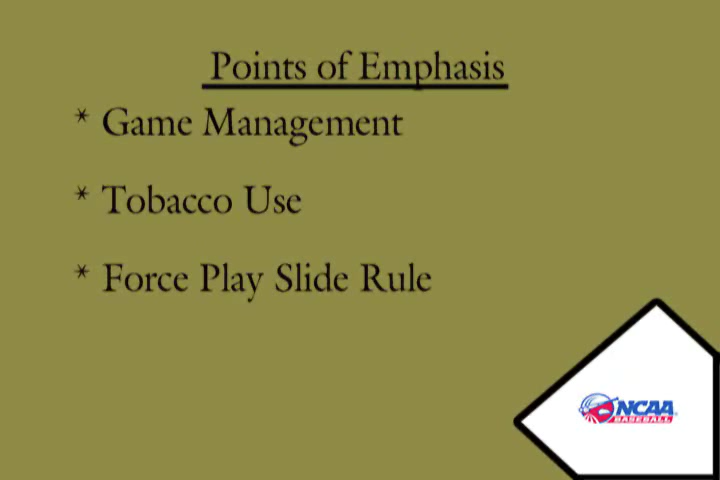 Points of Emphasis
* Game Management
* Tobacco Use
* Force Play Slide Rule
NCAA
BASEBALL